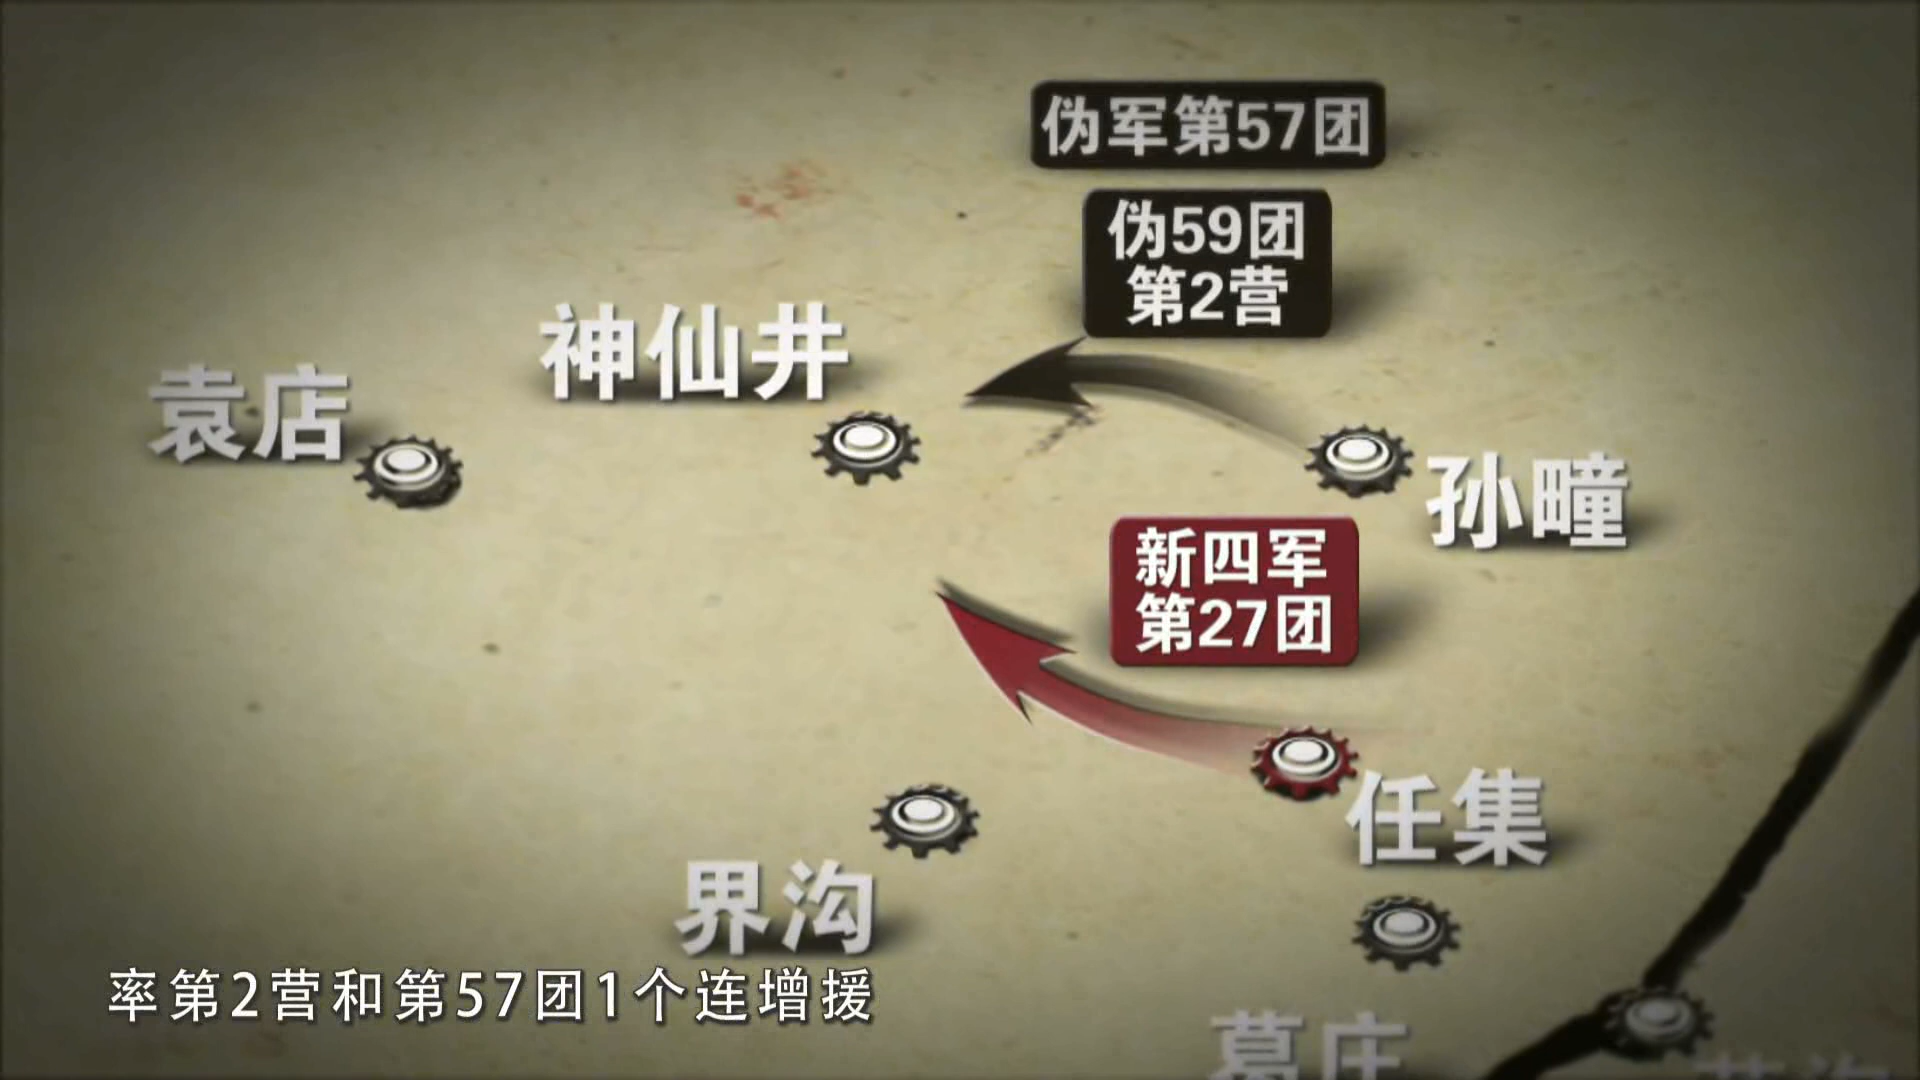 伪军第57团
伪59团
第2营
神仙井
袁店
孙疃
新四军
第27团
任集
界沟
率第2营和第57团1个连增援
葛庄